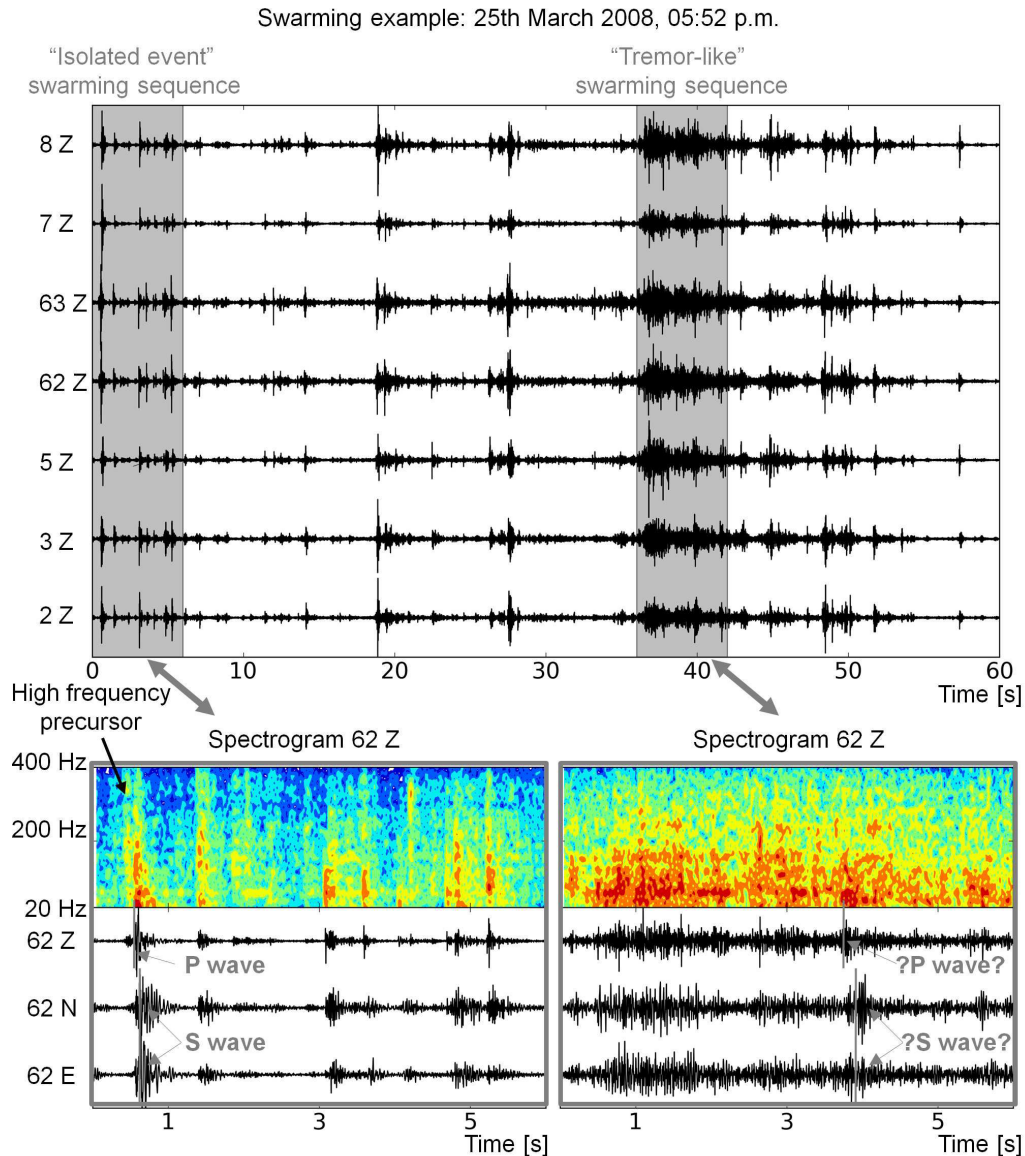 Swarming example: 25th March 2008, 05:52 p.m.
“Isolated event”
swarming sequence
“Tremor-like”
swarming sequence
8 Z
7 Z
63 Z
62 Z
5 Z
3 Z
2 Z
0 10 20 30 40 50 60
Time [s]
High frequency
precursor
Spectrogram 62 Z
Spectrogram 62 Z
400 Hz
200 Hz
20 Hz
62 Z
P wave
?P wave?
62 N
S wave
?S wave?
62 E
1 3 5
Time [s]
1 3 5
Time [s]